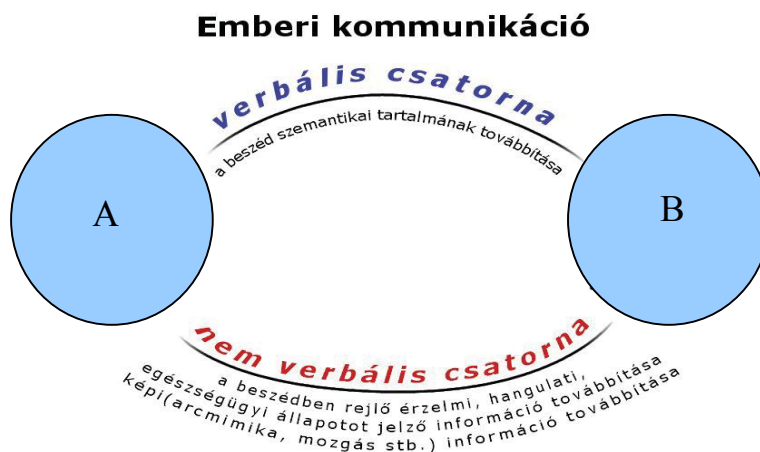 Emberi kommunikáció
verbális csatorna
a beszéd szemantikai tartalmának továbbítása
A
B
nem verbális csatorna
a beszédben rejlő érzelmi, hangulati,
egészségügyi állapotot jelző információ továbbítása
képi(arcmimika, mozgás stb.) információ továbbítása